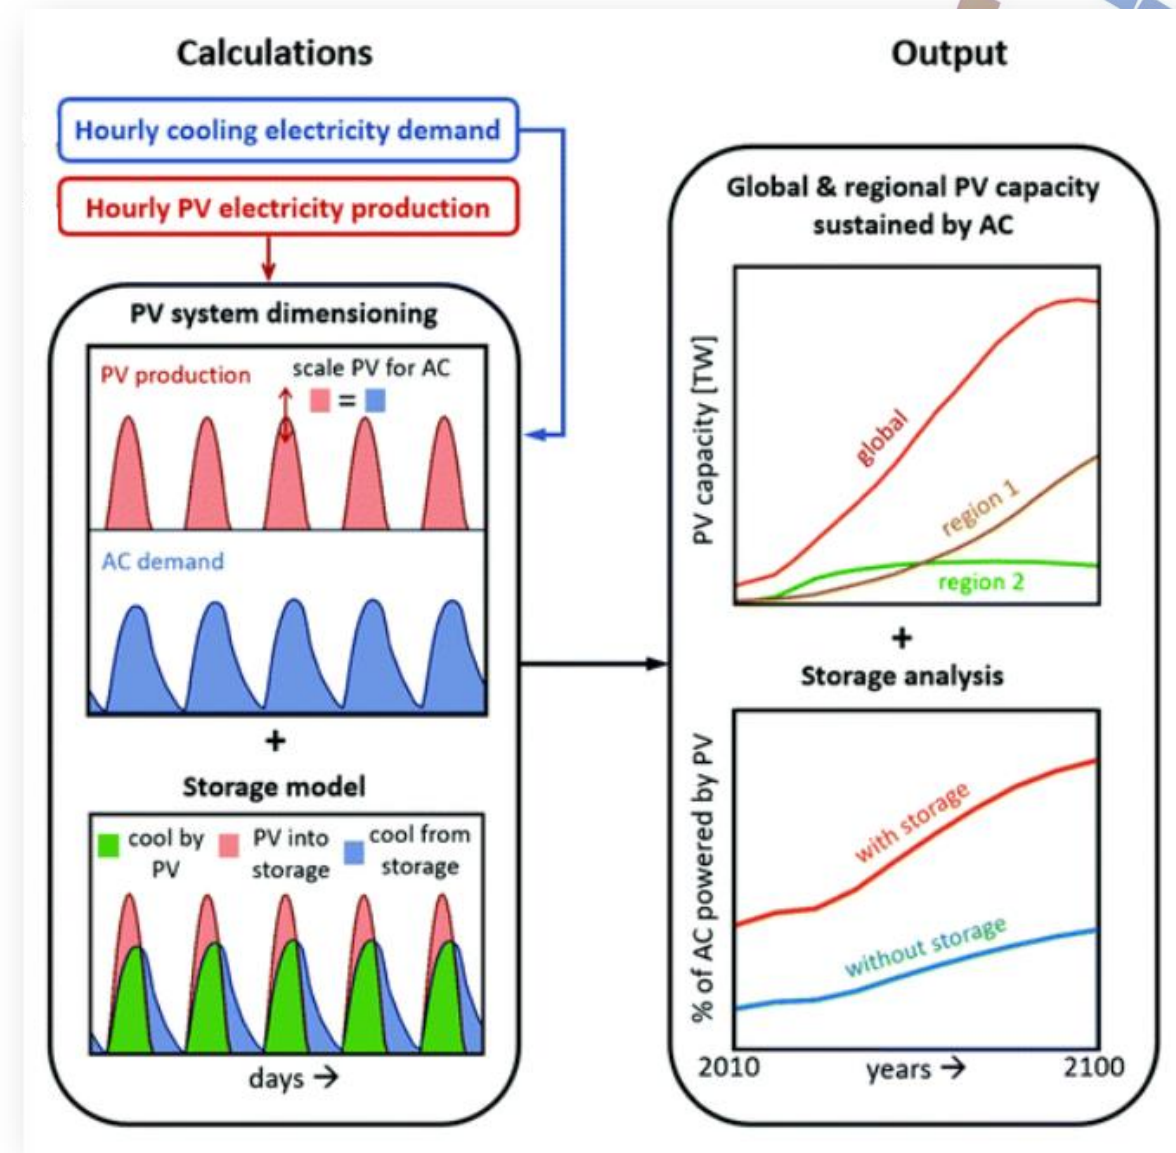 Calculations
Hourly cooling electricity demand
Hourly PV electricity production
PV system dimensioning
PV production
scale PV for AC
=
AC demand
+
Storage model
cool by
PV
PV into
storage
cool from
storage
days →
Output
Global & regional PV capacity
sustained by AC
PV capacity [TW]
global
region 1
region 2
+
Storage analysis
% of AC powered by PV
with storage
without storage
2010
years →
2100